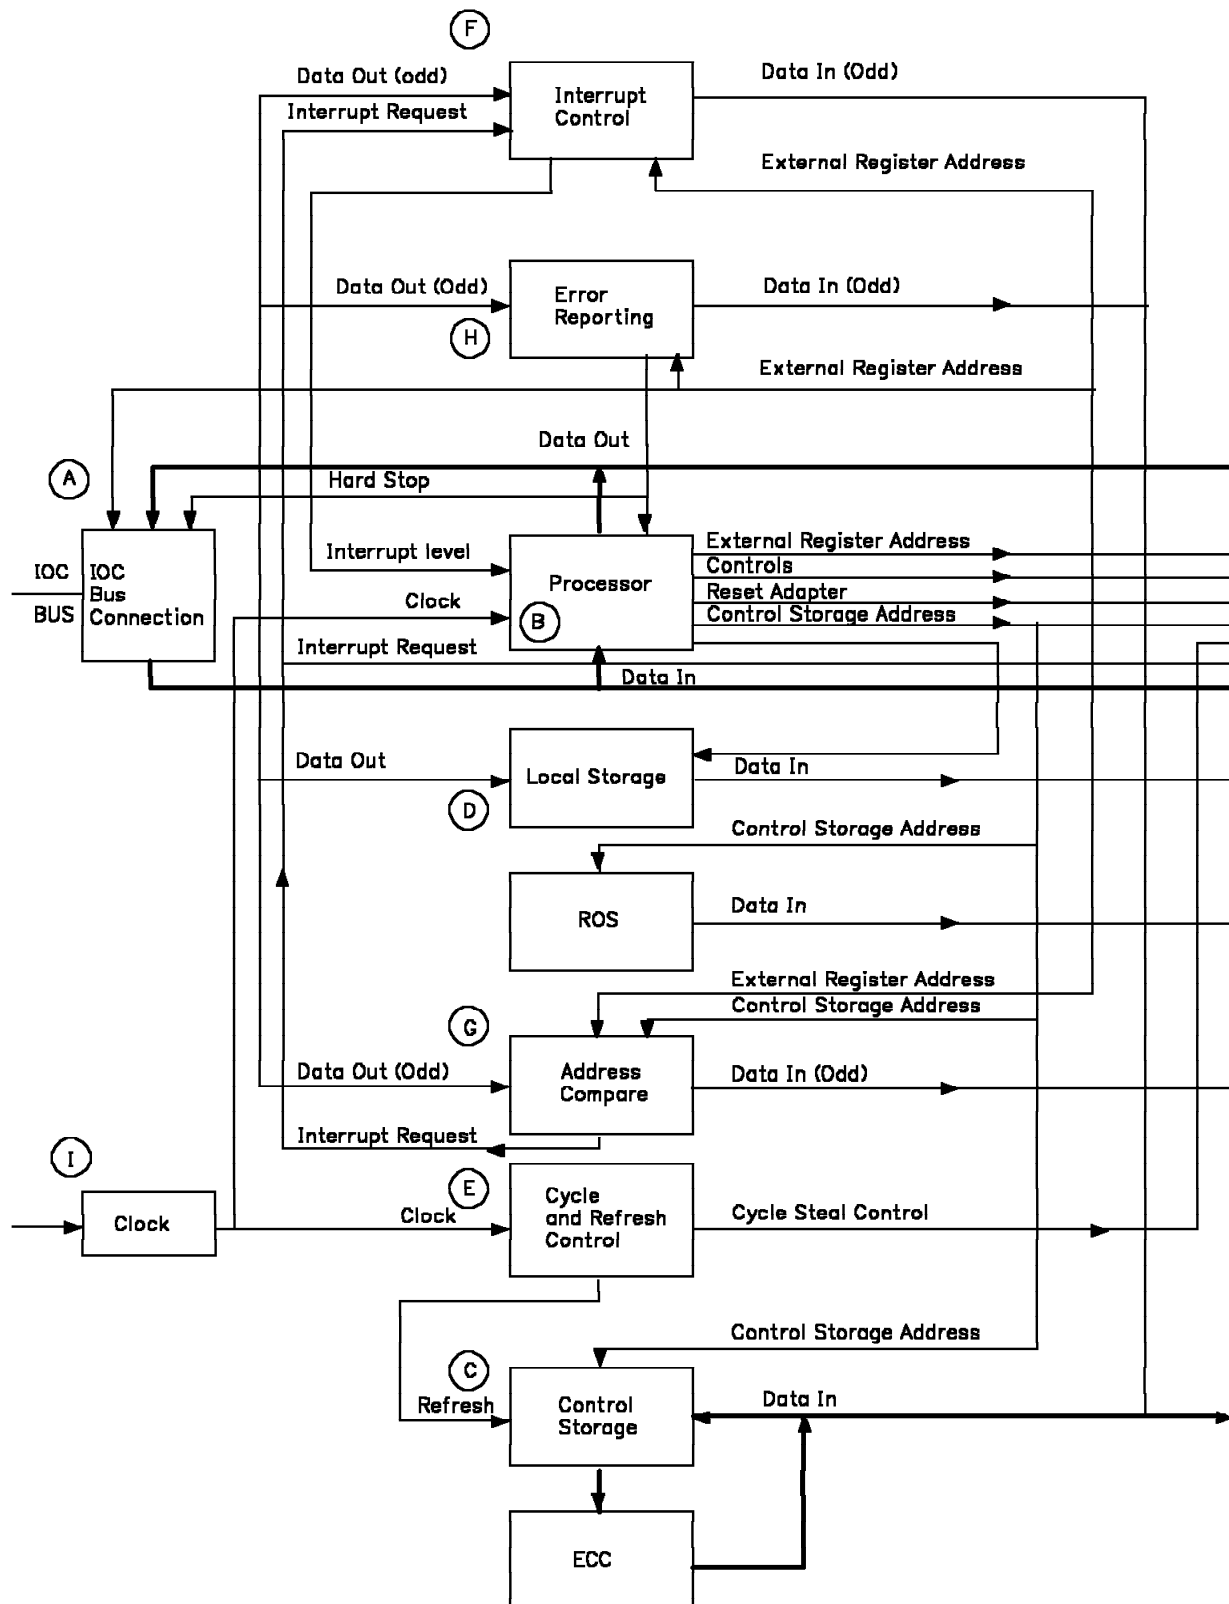 F
Data Out (odd)
Data In (Odd)
Interrupt
Control
Interrupt Request
External Register Address
Data Out (Odd)
Error
Reporting
Data In (Odd)
H
External Register Address
Data Out
A
Hard Stop
IOC
BUS
IOC
Bus
Connection
Interrupt level
Clock
Processor
B
External Register Address
Controls
Reset Adapter
Control Storage Address
Interrupt Request
Data In
Data Out
Local Storage
Data In
D
Control Storage Address
ROS
Data In
External Register Address
Control Storage Address
G
Data Out (Odd)
Address
Compare
Data In (Odd)
Interrupt Request
I
E
Clock
Clock
Cycle
and Refresh
Control
Cycle Steal Control
Control Storage Address
C
Refresh
Control
Storage
Data In
ECC